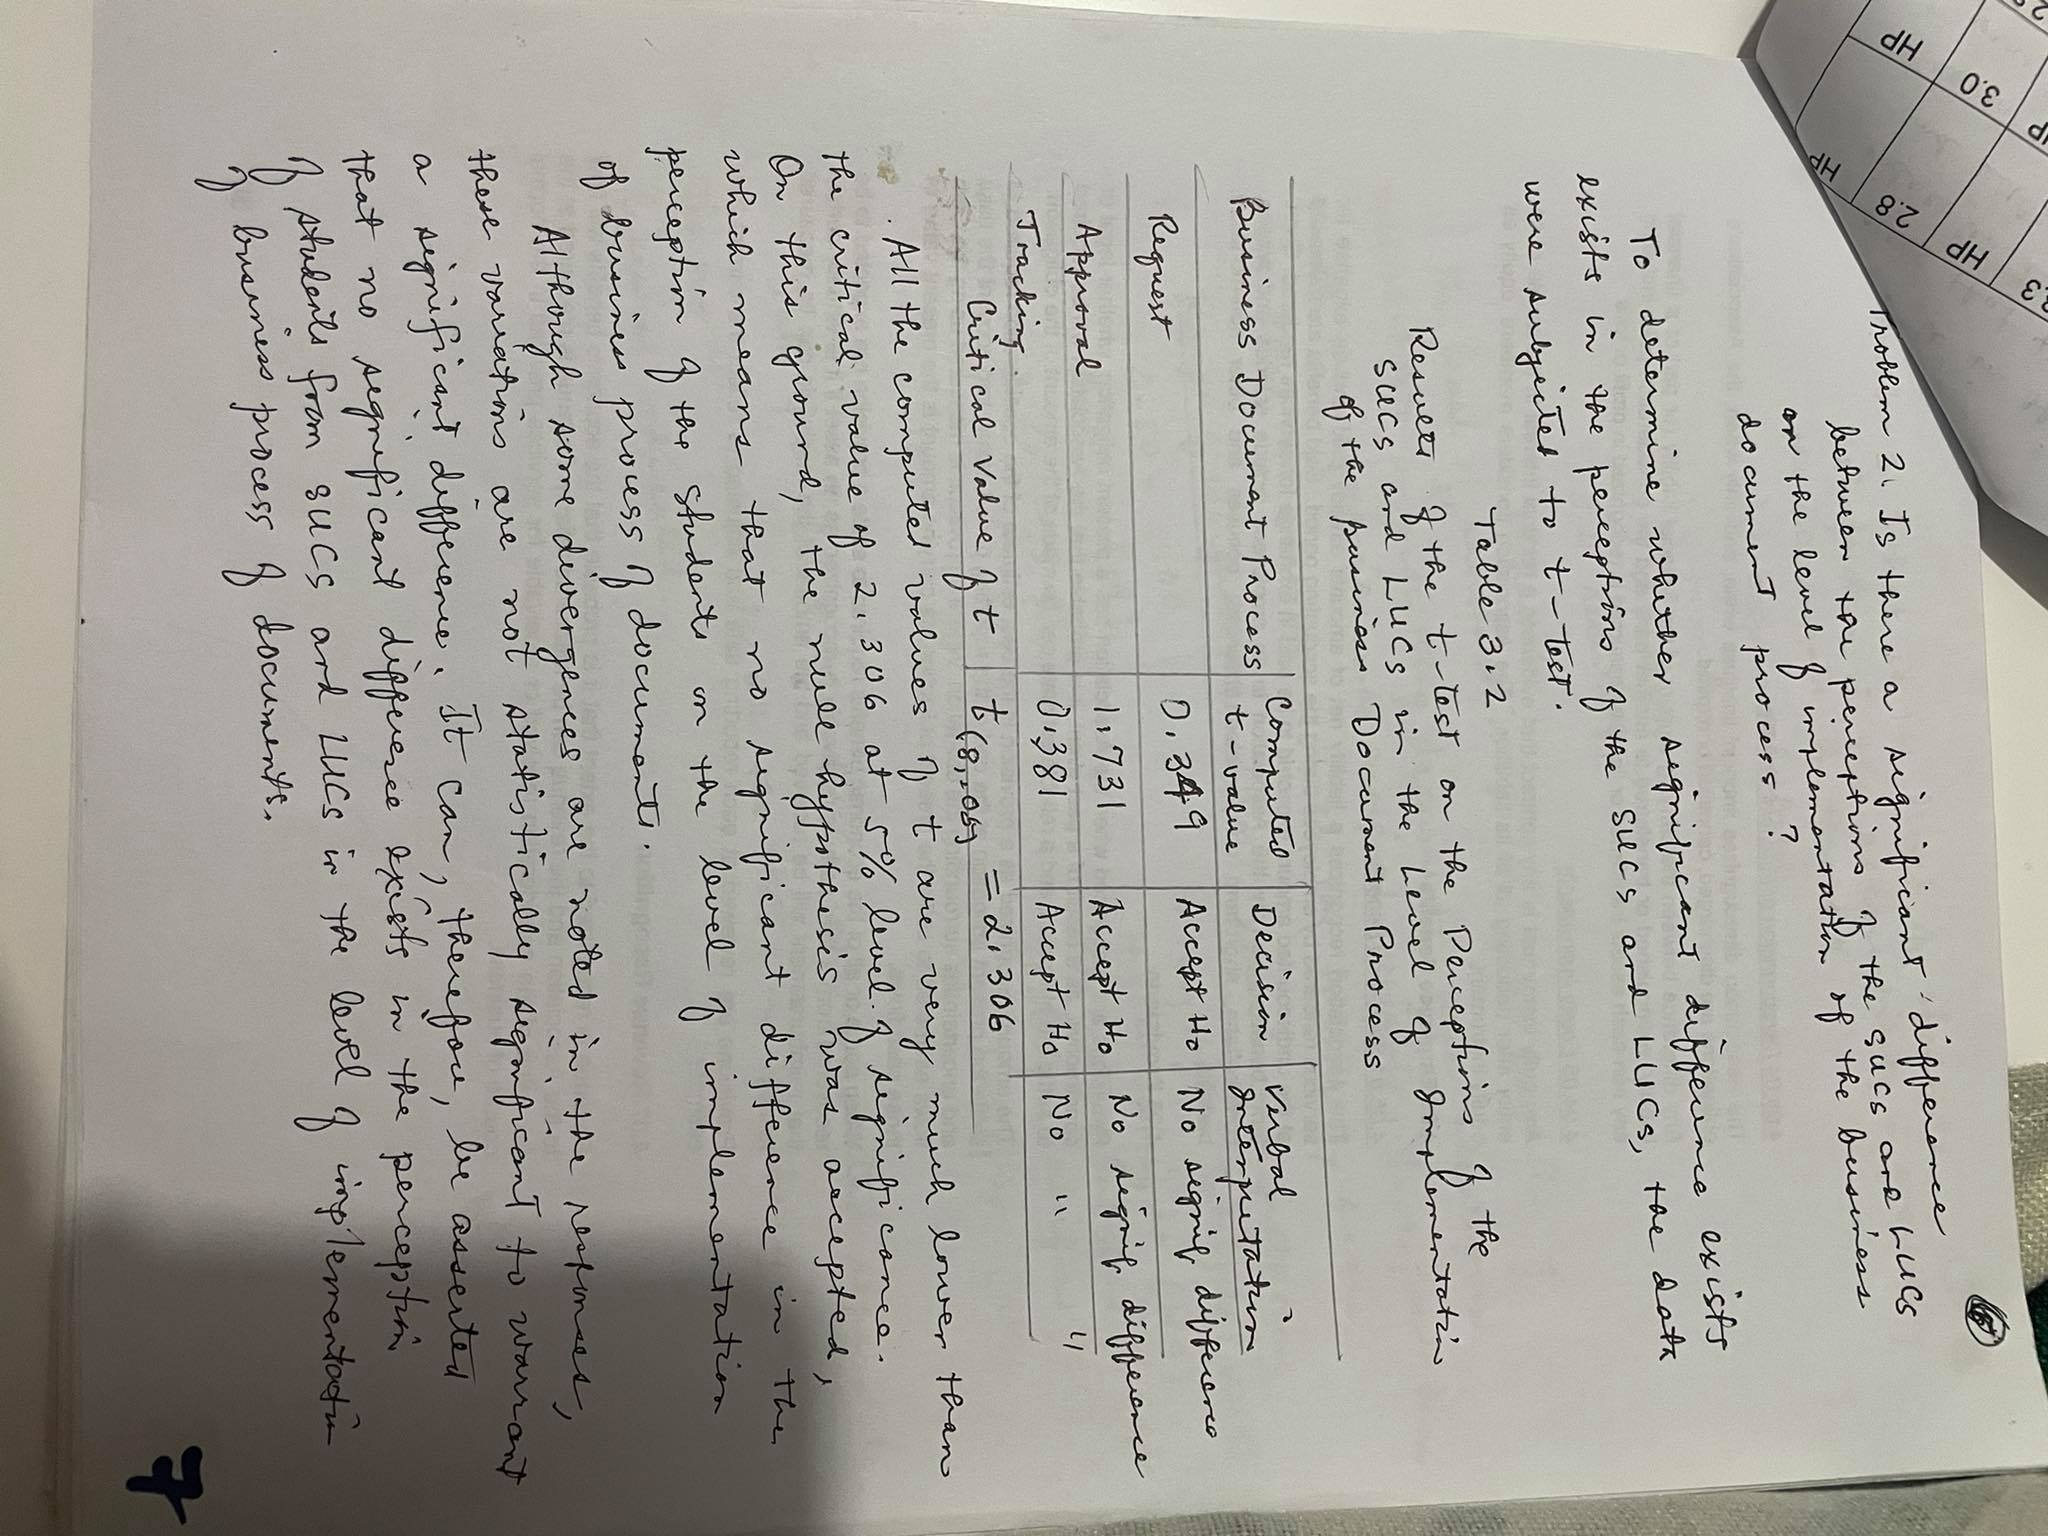 Problem 2. Is there a significant difference
between the perceptions of the SUCs and LUCs
on the level of implementation of the business
document process?
To determine whether significant difference exists
exists in the perceptions of the SUCs and LUCs, the data
were subjected to t-test.
Table 3.2
Results of the t-test on the Perceptions of the
SUCs and LUCs in the Level of Implementation
of the business Document Process
Business Document Process Computed t-value Decision Verbal Interpretation
Request 0.349 Accept Ho No signif. difference
Approval 1.731 Accept Ho No signif. difference
Tracking. 0.381 Accept Ho No " "
Critical Value of t t(8,.05) = 2.306
. All the computed values of t are very much lower than
the critical value of 2.306 at 5% level of significance.
On this ground, the null hypothesis was accepted,
which means that no significant difference in the
perception of the students on the level of implementation
of business process of documents.
Although some divergences are noted in the responses,
these variations are not statistically significant to warrant
a significant difference. It can, therefore, be asserted
that no significant difference exists in the perception
of students from SUCs and LUCs in the level of implementation
of business process of documents.
7
HP
3.0
HP
HP
2.8
HP